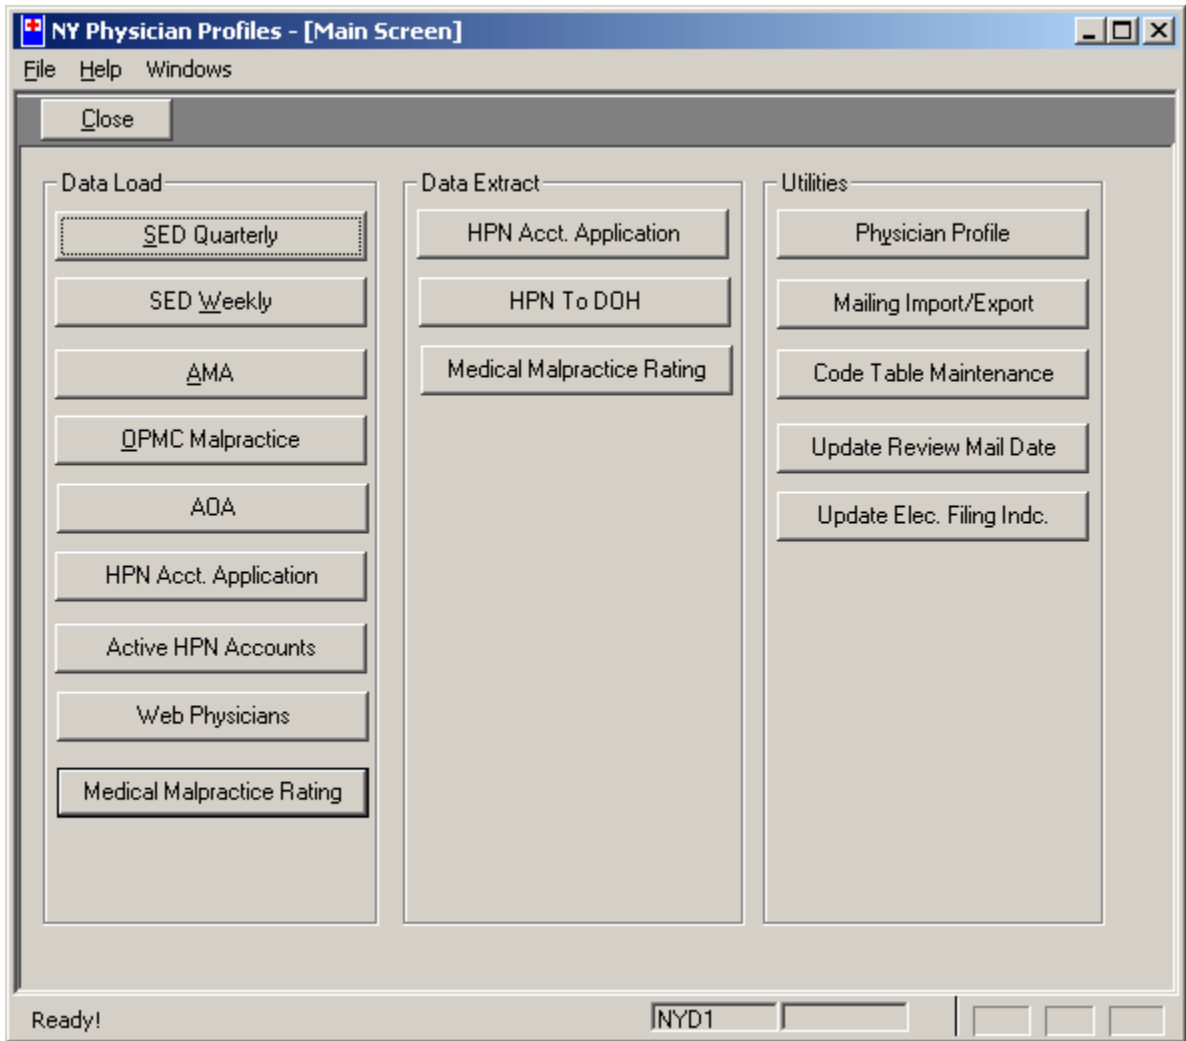 NY Physician Profiles - [Main Screen]
File Help Windows
Close
Data Load
SED Quarterly
SED Weekly
AMA
OPMC Malpractice
AOA
HPN Acct. Application
Active HPN Accounts
Web Physicians
Medical Malpractice Rating
Data Extract
HPN Acct. Application
HPN To DOH
Medical Malpractice Rating
Utilities
Physician Profile
Mailing Import/Export
Code Table Maintenance
Update Review Mail Date
Update Elec. Filing Indc.
Ready!
NYD1